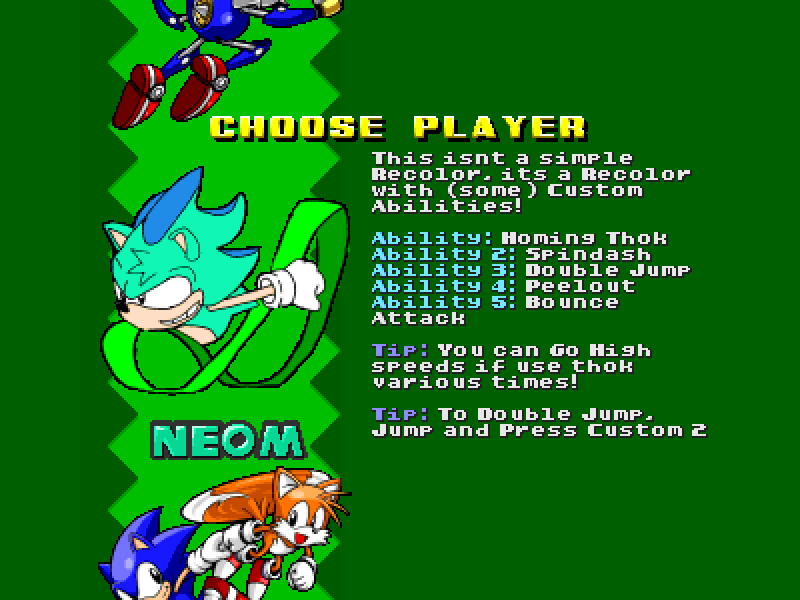 CHOOSE PLAYER
This isnt a simple
Recolor, its a Recolor
with (some) Custom
Abilities!
Ability: Homing Thok
Ability 2: Spindash
Ability 3: Double Jump
Ability 4: Peelout
Ability 5: Bounce
Attack
Tip: You can Go High
speeds if use thok
various times!
Tip: To Double Jump,
Jump and Press Custom 2
NEOM